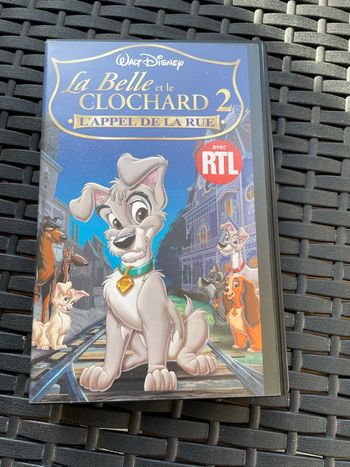 WALT DISNEY
La Belle et le
CLOCHARD 2
• L'APPEL DE LA RUE •
avec
RTL